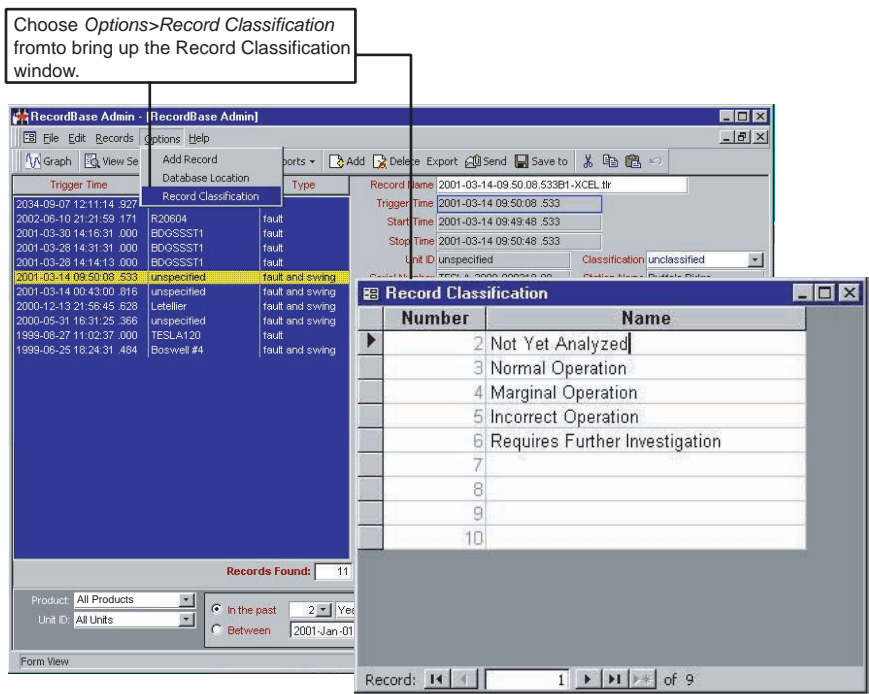 Choose Options>Record Classification
fromto bring up the Record Classification
window.
RecordBase Admin - [RecordBase Admin]
File Edit Records Options Help
Graph View Se orts Add Delete Export Send Save to
Add Record
Database Location
Record Classification
Trigger Time Type
2034-09-07 12:11:14 .927
2002-06-10 21:21:59 .171 R20604 fault
2001-03-30 14:16:31 .000 BDGSSST1 fault
2001-03-28 14:31:31 .000 BDGSSST1 fault
2001-03-28 14:14:13 .000 BDGSSST1 fault
2001-03-14 09:50:08 .533 unspecified fault and swing
2001-03-14 00:43:00 .816 unspecified fault and swing
2000-12-13 21:56:45 .628 Letellier fault and swing
2000-05-31 16:31:25 .366 unspecified fault and swing
1999-08-27 11:02:37 .000 TESLA120 fault
1999-06-25 18:24:31 .484 Boswell #4 fault and swing
Record Name 2001-03-14-09.50.08.533B1-XCEL.tlr
Trigger Time 2001-03-14 09:50:08 .533
Start Time 2001-03-14 09:49:48 .533
Stop Time 2001-03-14 09:50:48 .533
Unit ID unspecified Classification unclassified
Records Found: 11
Product: All Products
Unit ID: All Units
In the past 2 Yea
Between 2001-Jan-01
Form View
Record Classification
Number Name
2 Not Yet Analyzed
3 Normal Operation
4 Marginal Operation
5 Incorrect Operation
6 Requires Further Investigation
7
8
9
10
Record: 1 of 9